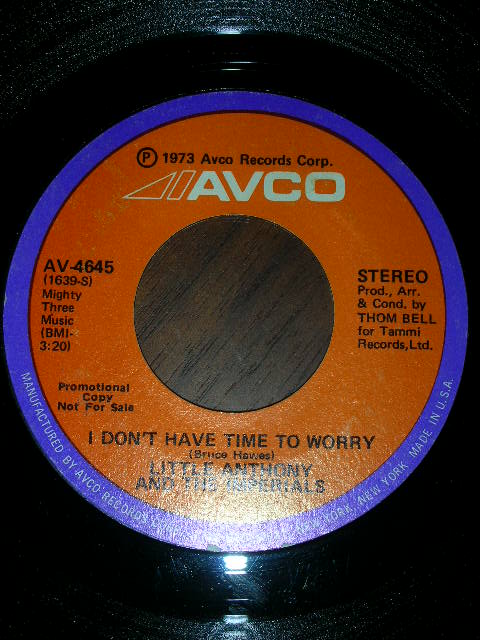 ℗ 1973 Avco Records Corp.
AVCO
AV-4645
(1639-S)
Mighty
Three
Music
(BMI-
3:20)
STEREO
Prod., Arr.
& Cond. by
THOM BELL
for Tammi
Records,Ltd.
Promotional
Copy
Not For Sale
I DON'T HAVE TIME TO WORRY
(Bruce Hawes)
LITTLE ANTHONY
AND THE IMPERIALS
MANUFACTURED BY AVCO RECORDS NEW YORK, NEW YORK MADE IN U.S.A.